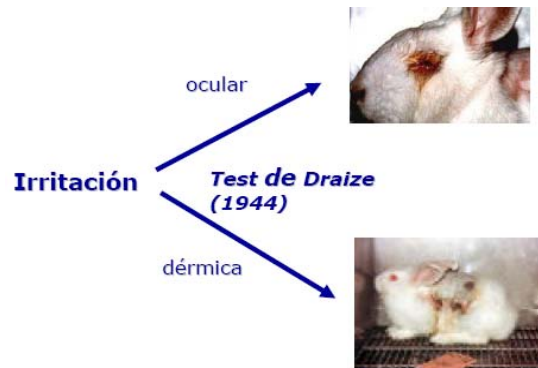 ocular
Irritación
Test de Draize
(1944)
dérmica